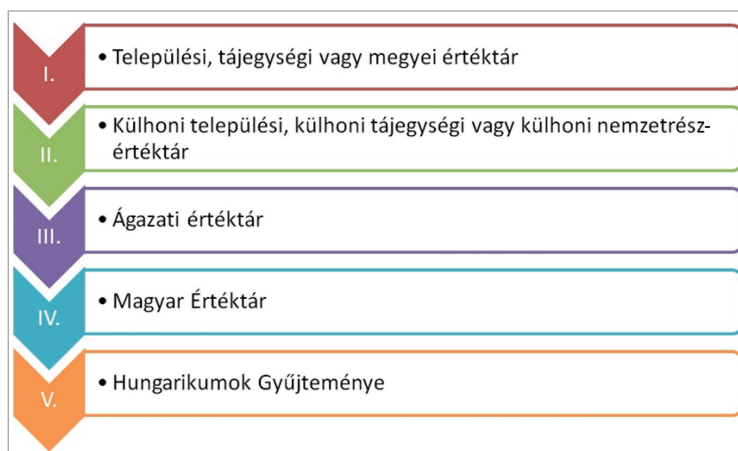 I.
• Települési, tájegységi vagy megyei értéktár
II.
• Külhoni települési, külhoni tájegységi vagy külhoni nemzetrész-
értéktár
III.
• Ágazati értéktár
IV.
• Magyar Értéktár
V.
• Hungarikumok Gyűjteménye